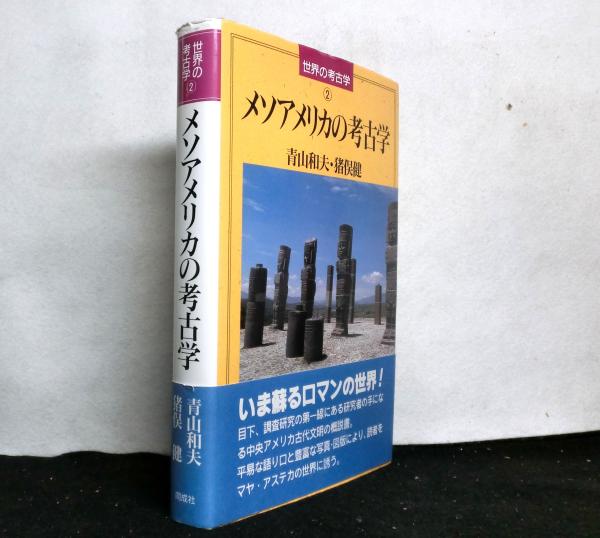 世界の
考古学
②
メソアメリカの考古学
青山和夫
猪俣 健
同成社
世界の考古学
②
メソアメリカの考古学
青山和夫・猪俣健
いま蘇るロマンの世界!
目下、調査研究の第一線にある研究者の手にな
る中央アメリカ古代文明の概説書。
平易な語り口と豊富な写真・図版により、読者を
マヤ・アステカの世界に誘う。